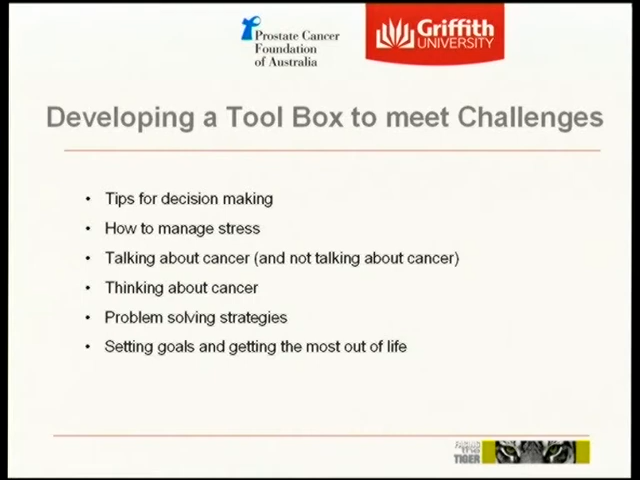 Prostate Cancer
Foundation
of Australia
Griffith
UNIVERSITY
Developing a Tool Box to meet Challenges
• Tips for decision making
• How to manage stress
• Talking about cancer (and not talking about cancer)
• Thinking about cancer
• Problem solving strategies
• Setting goals and getting the most out of life
FACING
THE
TIGER